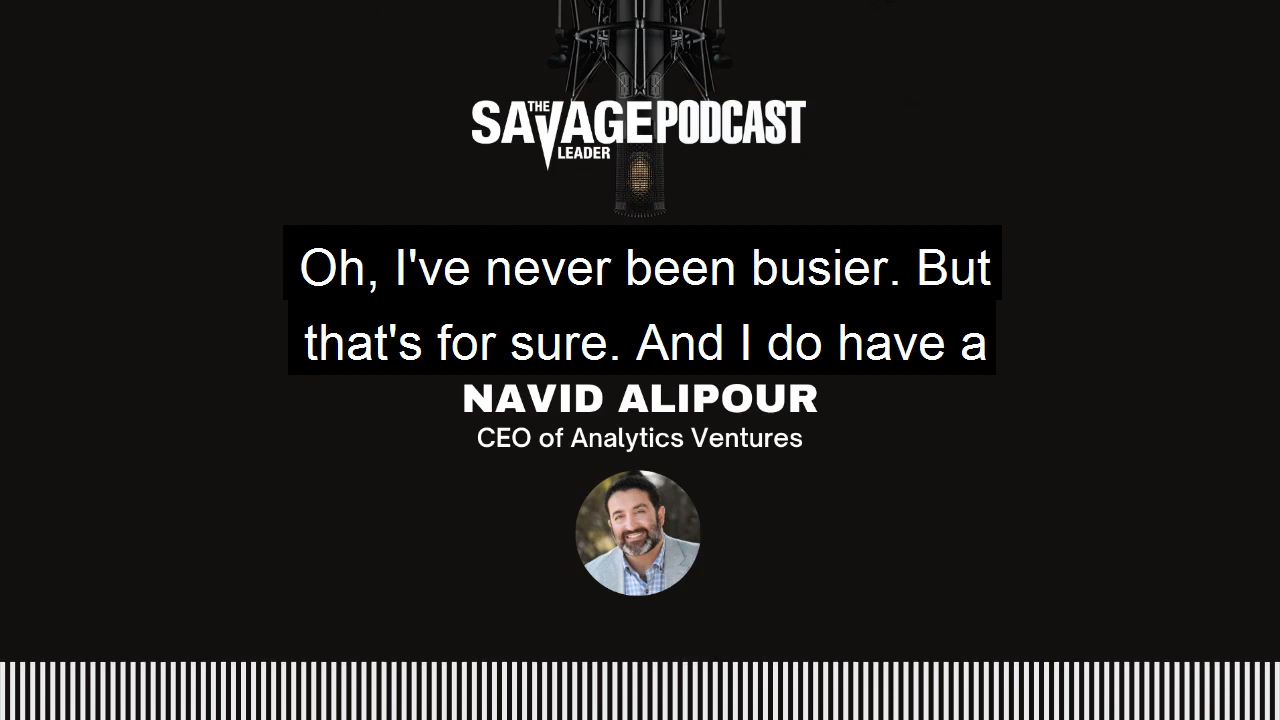 THE
SAVAGE PODCAST
LEADER
Oh, I've never been busier. But
that's for sure. And I do have a
NAVID ALIPOUR
CEO of Analytics Ventures